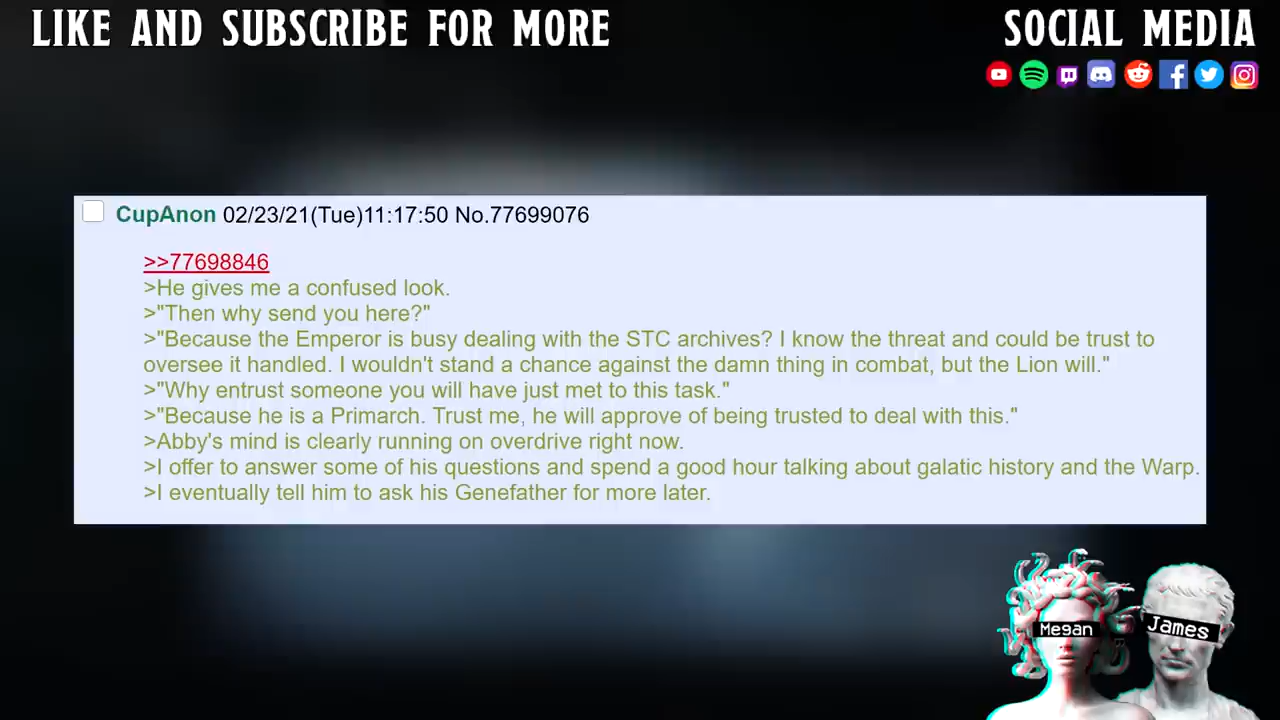 LIKE AND SUBSCRIBE FOR MORE
SOCIAL MEDIA
CupAnon 02/23/21(Tue)11:17:50 No.77699076
>>77698846
>He gives me a confused look.
>"Then why send you here?"
>"Because the Emperor is busy dealing with the STC archives? I know the threat and could be trust to
oversee it handled. I wouldn't stand a chance against the damn thing in combat, but the Lion will."
>"Why entrust someone you will have just met to this task."
>"Because he is a Primarch. Trust me, he will approve of being trusted to deal with this."
>Abby's mind is clearly running on overdrive right now.
>I offer to answer some of his questions and spend a good hour talking about galatic history and the Warp.
>I eventually tell him to ask his Genefather for more later.
Megan
James